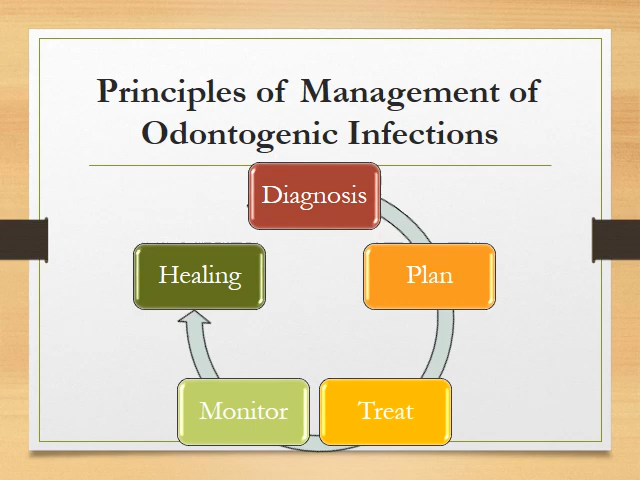 Principles of Management of
Odontogenic Infections
Diagnosis
Plan
Treat
Monitor
Healing